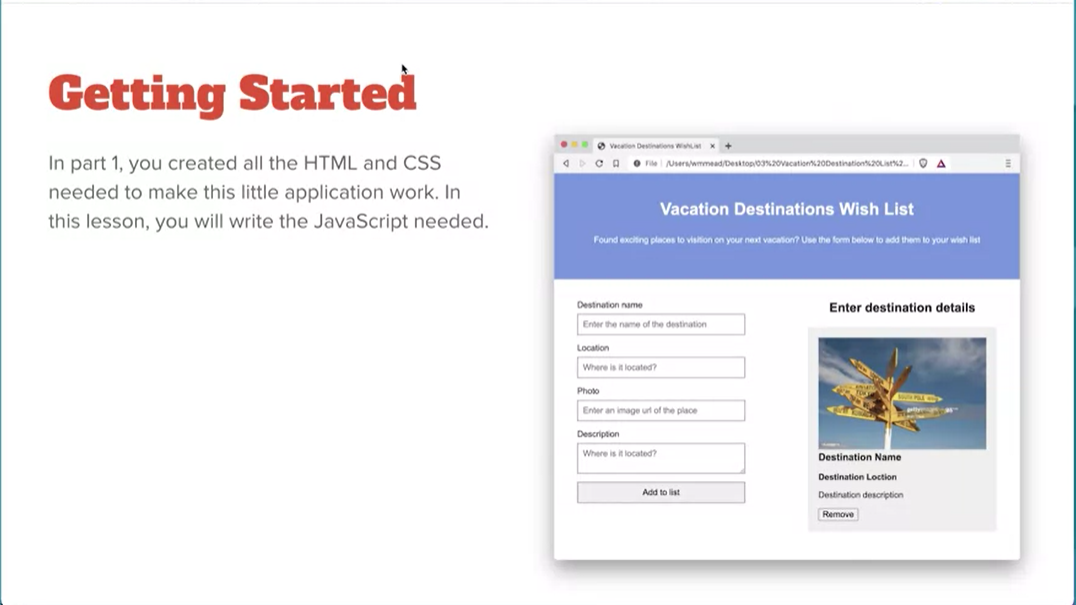 Getting Started
In part 1, you created all the HTML and CSS
needed to make this little application work. In
this lesson, you will write the JavaScript needed.
Vacation Destinations WishList
File /Users/wmmead/Desktop/03%20Vacation%20Destination%20List%2...
Vacation Destinations Wish List
Found exciting places to visition on your next vacation? Use the form below to add them to your wish list
Destination name
Enter the name of the destination
Location
Where is it located?
Photo
Enter an image url of the place
Description
Where is it located?
Add to list
Enter destination details
SOUTH POLE
Destination Name
Destination Loction
Destination description
Remove